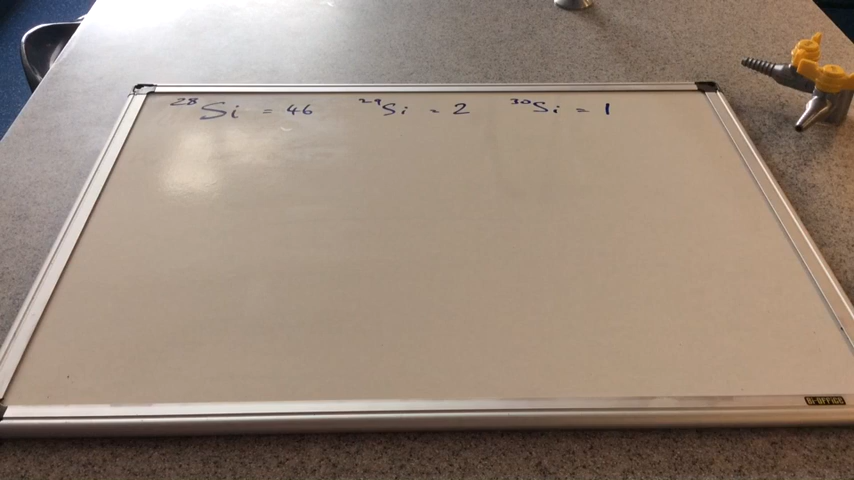 ²⁸Si = 46 ²⁹Si = 2 ³⁰Si = 1
BI-OFFICE